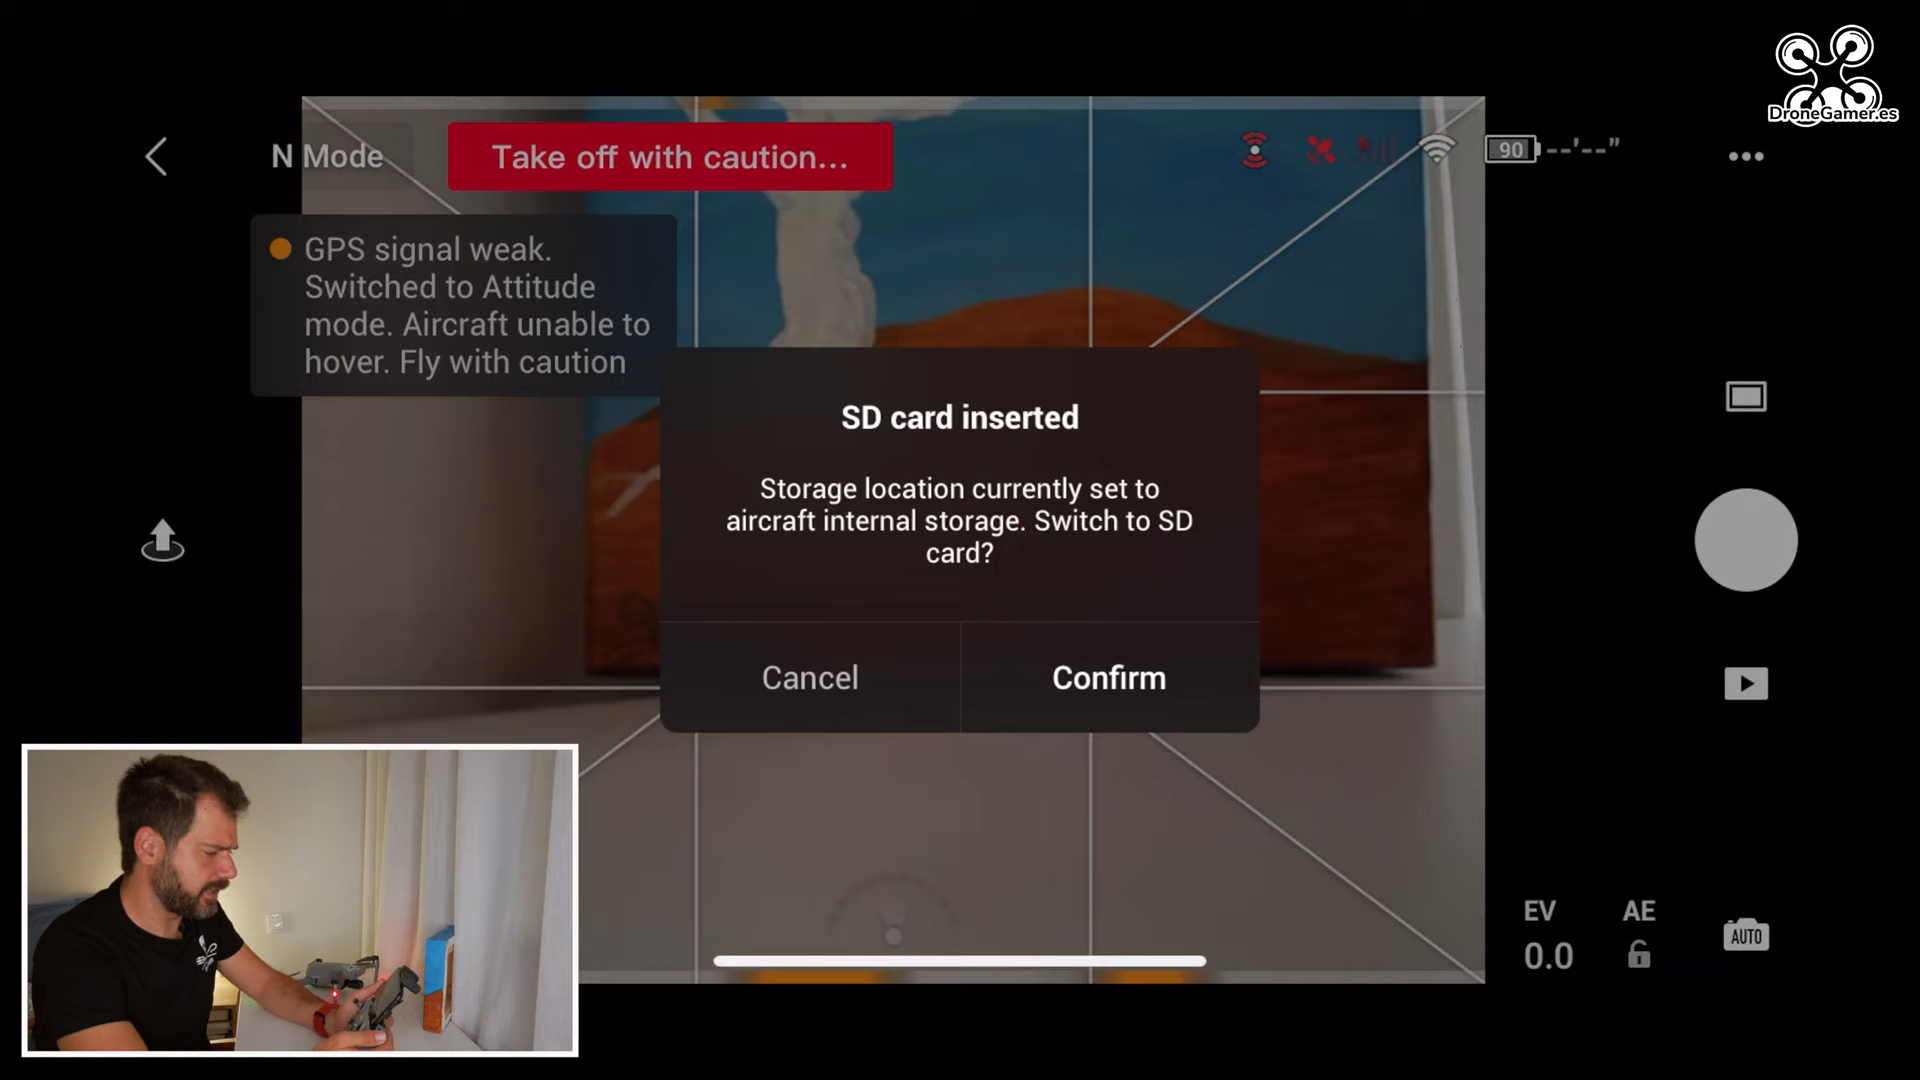 DroneGamer.es
N Mode
Take off with caution...
90 --'--"
GPS signal weak.
Switched to Attitude
mode. Aircraft unable to
hover. Fly with caution
SD card inserted
Storage location currently set to
aircraft internal storage. Switch to SD
card?
Cancel
Confirm
EV
AE
0.0
AUTO